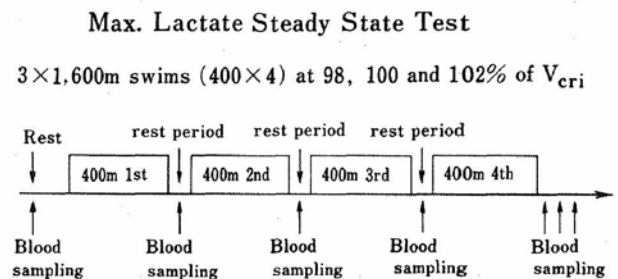 Max. Lactate Steady State Test
3×1,600m swims (400×4) at 98, 100 and 102% of Vcri
Rest
rest period
rest period
rest period
400m 1st
400m 2nd
400m 3rd
400m 4th
Blood
sampling
Blood
sampling
Blood
sampling
Blood
sampling
Blood
sampling